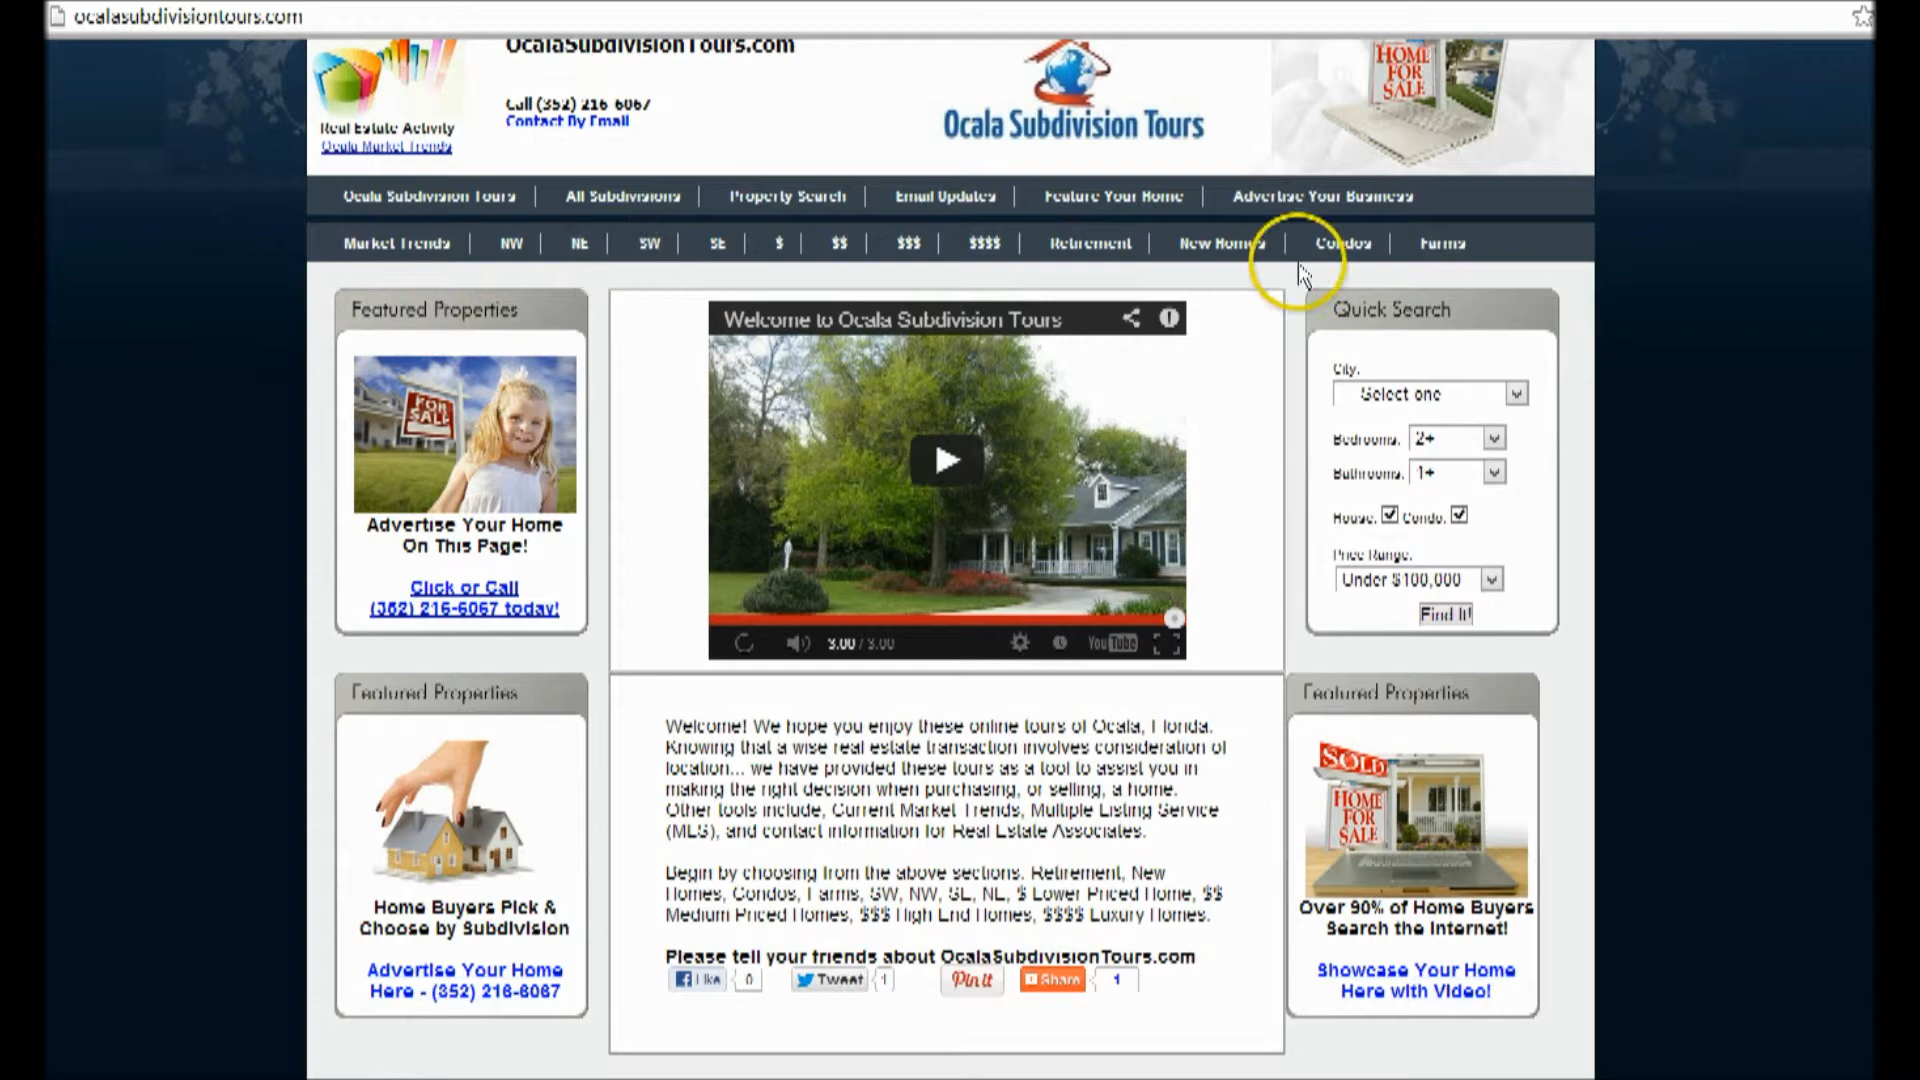 ocalasubdivisiontours.com
OcalaSubdivisionTours.com
Call (352) 216-6067
Contact By Email
Real Estate Activity
Ocala Market Trends
Ocala Subdivision Tours
HOME
FOR
SALE
Ocala Subdivision Tours All Subdivisions Property Search Email Updates Feature Your Home Advertise Your Business
Market Trends NW NE SW SE $ $$ $$$ $$$$ Retirement New Homes Condos Farms
Featured Properties
FOR
SALE
Advertise Your Home
On This Page!
Click or Call
(352) 216-6067 today!
Welcome to Ocala Subdivision Tours
3:00 / 3:00
YouTube
Quick Search
City:
Select one
Bedrooms: 2+
Bathrooms: 1+
House: Condo:
Price Range:
Under $100,000
Find It!
Featured Properties
Home Buyers Pick &
Choose by Subdivision
Advertise Your Home
Here - (352) 216-6067
Welcome! We hope you enjoy these online tours of Ocala, Florida.
Knowing that a wise real estate transaction involves consideration of
location... we have provided these tours as a tool to assist you in
making the right decision when purchasing, or selling, a home.
Other tools include, Current Market Trends, Multiple Listing Service
(MLS), and contact information for Real Estate Associates.
Begin by choosing from the above sections. Retirement, New
Homes, Condos, Farms, SW, NW, SE, NE, $ Lower Priced Home, $$
Medium Priced Homes, $$$ High End Homes, $$$$ Luxury Homes.
Please tell your friends about OcalaSubdivisionTours.com
Like 0 Tweet 1 Pin it Share 1
Featured Properties
SOLD
HOME
FOR
SALE
Over 90% of Home Buyers
Search the Internet!
Showcase Your Home
Here with Video!